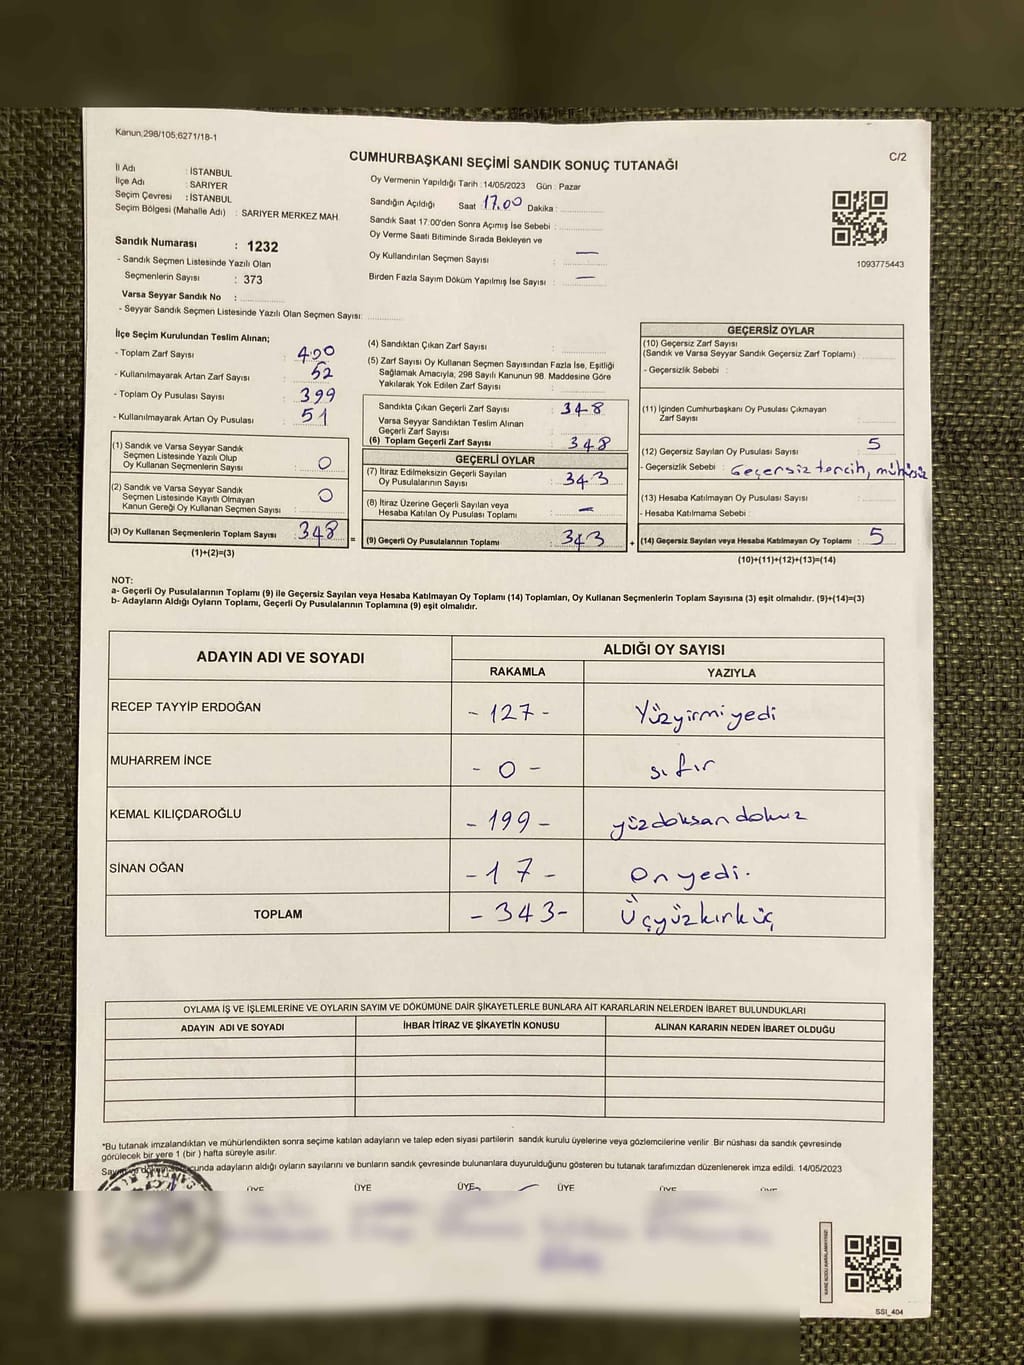 Kanun,298/105,6271/18-1
CUMHURBAŞKANI SEÇİMİ SANDIK SONUÇ TUTANAĞI
C/2
İl Adı : İSTANBUL
İlçe Adı : SARIYER
Seçim Çevresi : İSTANBUL
Seçim Bölgesi (Mahalle Adı) : SARIYER MERKEZ MAH.
Sandık Numarası : 1232
- Sandık Seçmen Listesinde Yazılı Olan
Seçmenlerin Sayısı : 373
Varsa Seyyar Sandık No :
- Seyyar Sandık Seçmen Listesinde Yazılı Olan Seçmen Sayısı:
Oy Vermenin Yapıldığı Tarih :14/05/2023 Gün : Pazar
Sandığın Açıldığı Saat 17.00 Dakika :
Sandık Saat 17.00'den Sonra Açımış İse Sebebi :
Oy Verme Saati Bitiminde Sırada Bekleyen ve
Oy Kullandırılan Seçmen Sayısı : —
Birden Fazla Sayım Döküm Yapılmış İse Sayısı : —
1093775443
İlçe Seçim Kurulundan Teslim Alınan;
- Toplam Zarf Sayısı : 400
- Kullanılmayarak Artan Zarf Sayısı : 52
- Toplam Oy Pusulası Sayısı : 399
- Kullanılmayarak Artan Oy Pusulası : 51
(1) Sandık ve Varsa Seyyar Sandık
Seçmen Listesinde Yazılı Olup
Oy Kullanan Seçmenlerin Sayısı : 0
(2) Sandık ve Varsa Seyyar Sandık
Seçmen Listesinde Kayıtlı Olmayan
Kanun Gereği Oy Kullanan Seçmen Sayısı : 0
(3) Oy Kullanan Seçmenlerin Toplam Sayısı : 348
(1)+(2)=(3)
(4) Sandıktan Çıkan Zarf Sayısı :
(5) Zarf Sayısı Oy Kullanan Seçmen Sayısından Fazla İse, Eşitliği
Sağlamak Amacıyla, 298 Sayılı Kanunun 98. Maddesine Göre
Yakılarak Yok Edilen Zarf Sayısı :
Sandıkta Çıkan Geçerli Zarf Sayısı : 348
Varsa Seyyar Sandıktan Teslim Alınan
Geçerli Zarf Sayısı :
(6) Toplam Geçerli Zarf Sayısı : 348
GEÇERLİ OYLAR
(7) İtiraz Edilmeksizin Geçerli Sayılan
Oy Pusulalarının Sayısı : 343
(8) İtiraz Üzerine Geçerli Sayılan veya
Hesaba Katılan Oy Pusulası Toplamı : —
= (9) Geçerli Oy Pusulalarının Toplamı : 343
GEÇERSİZ OYLAR
(10) Geçersiz Zarf Sayısı
(Sandık ve Varsa Seyyar Sandık Geçersiz Zarf Toplamı) :
- Geçersizlik Sebebi :
(11) İçinden Cumhurbaşkanı Oy Pusulası Çıkmayan
Zarf Sayısı :
(12) Geçersiz Sayılan Oy Pusulası Sayısı : 5
- Geçersizlik Sebebi : Geçersiz tercih, mühürsüz
(13) Hesaba Katılmayan Oy Pusulası Sayısı :
- Hesaba Katılmama Sebebi :
+ (14) Geçersiz Sayılan veya Hesaba Katılmayan Oy Toplamı : 5
(10)+(11)+(12)+(13)=(14)
NOT:
a- Geçerli Oy Pusulalarının Toplamı (9) ile Geçersiz Sayılan veya Hesaba Katılmayan Oy Toplamı (14) Toplamları, Oy Kullanan Seçmenlerin Toplam Sayısına (3) eşit olmalıdır. (9)+(14)=(3)
b- Adayların Aldığı Oyların Toplamı, Geçerli Oy Pusulalarının Toplamına (9) eşit olmalıdır.
ADAYIN ADI VE SOYADI ALDIĞI OY SAYISI
RAKAMLA YAZIYLA
RECEP TAYYİP ERDOĞAN - 127 - Yüzyirmiyedi
MUHARREM İNCE - 0 - sıfır
KEMAL KILIÇDAROĞLU - 199 - yüzdoksandokuz
SİNAN OĞAN - 17 - onyedi.
TOPLAM - 343 - Üçyüzkırküç
OYLAMA İŞ VE İŞLEMLERİNE VE OYLARIN SAYIM VE DÖKÜMÜNE DAİR ŞİKAYETLERLE BUNLARA AİT KARARLARIN NELERDEN İBARET BULUNDUKLARI
ADAYIN ADI VE SOYADI İHBAR İTİRAZ VE ŞİKAYETİN KONUSU ALINAN KARARIN NEDEN İBARET OLDUĞU
*Bu tutanak imzalandıktan ve mühürlendikten sonra seçime katılan adayların ve talep eden siyasi partilerin sandık kurulu üyelerine veya gözlemcilerine verilir. Bir nüshası da sandık çevresinde
görülecek bir yere 1 (bir ) hafta süreyle asılır.
adayların aldığı oyların sayılarını ve bunların sandık çevresinde bulunanlara duyurulduğunu gösteren bu tutanak tarafımızdan düzenlenerek imza edildi. 14/05/2023
ÜYE ÜYE ÜYE ÜYE ÜYE
SSI_404